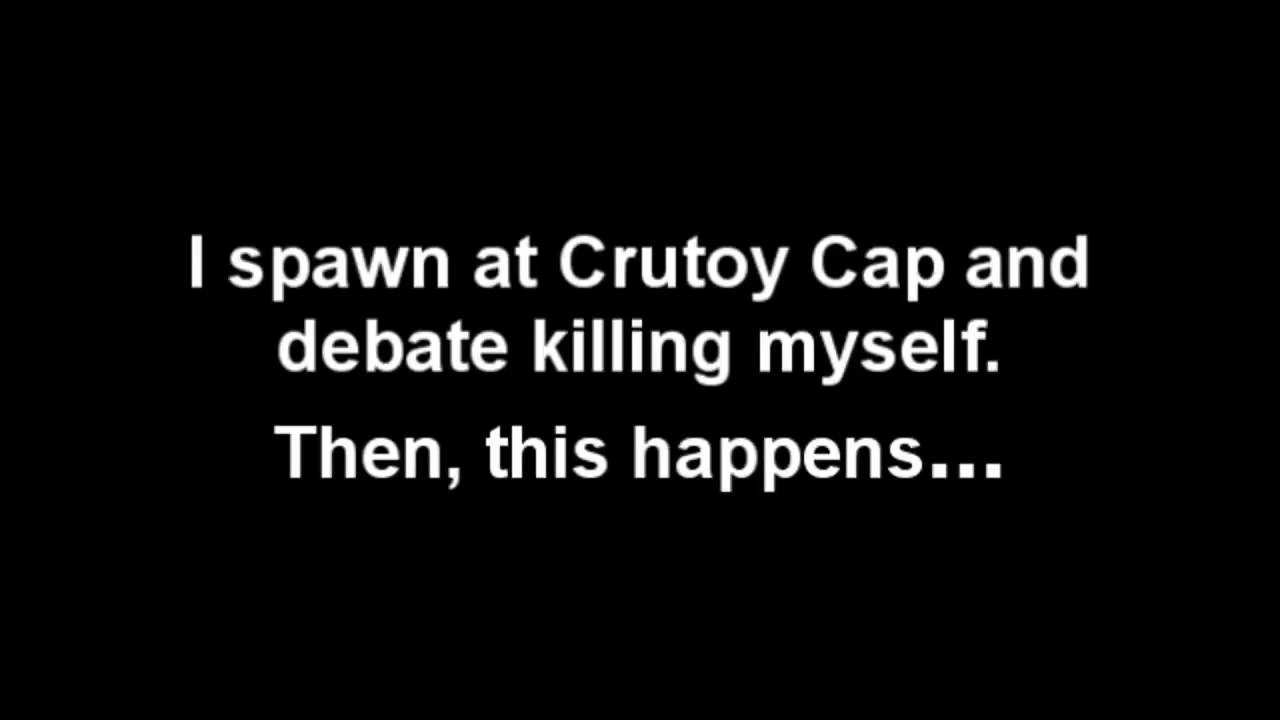 I spawn at Crutoy Cap and
debate killing myself.
Then, this happens...